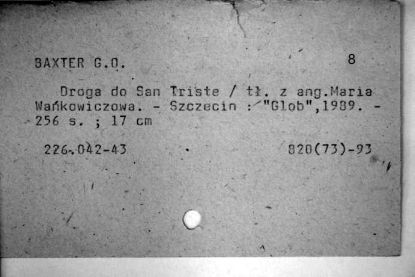 BAXTER G.O. 8
Droga do San Triste / tł. z ang.Maria
Wańkowiczowa. - Szczecin : "Glob",1989. -
256 s. ; 17 cm
226.042-43 820(73)-93